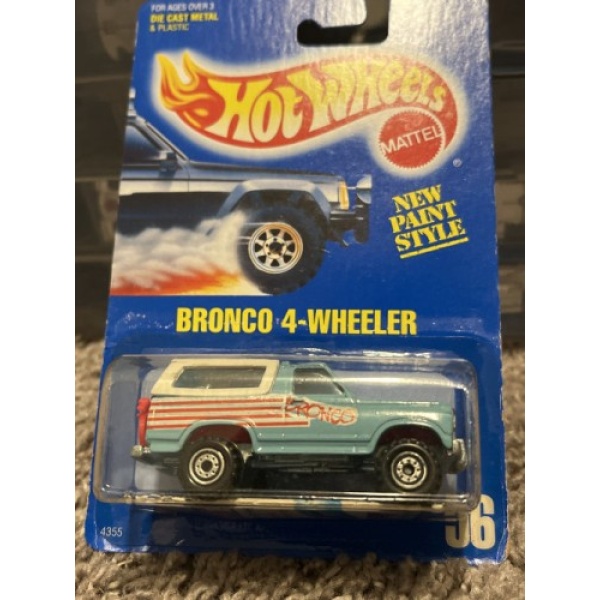 FOR AGES OVER 3
DIE CAST METAL
& PLASTIC
HOT WHEELS
MATTEL
®
NEW
PAINT
STYLE
BRONCO 4-WHEELER
BRONCO
4355
56